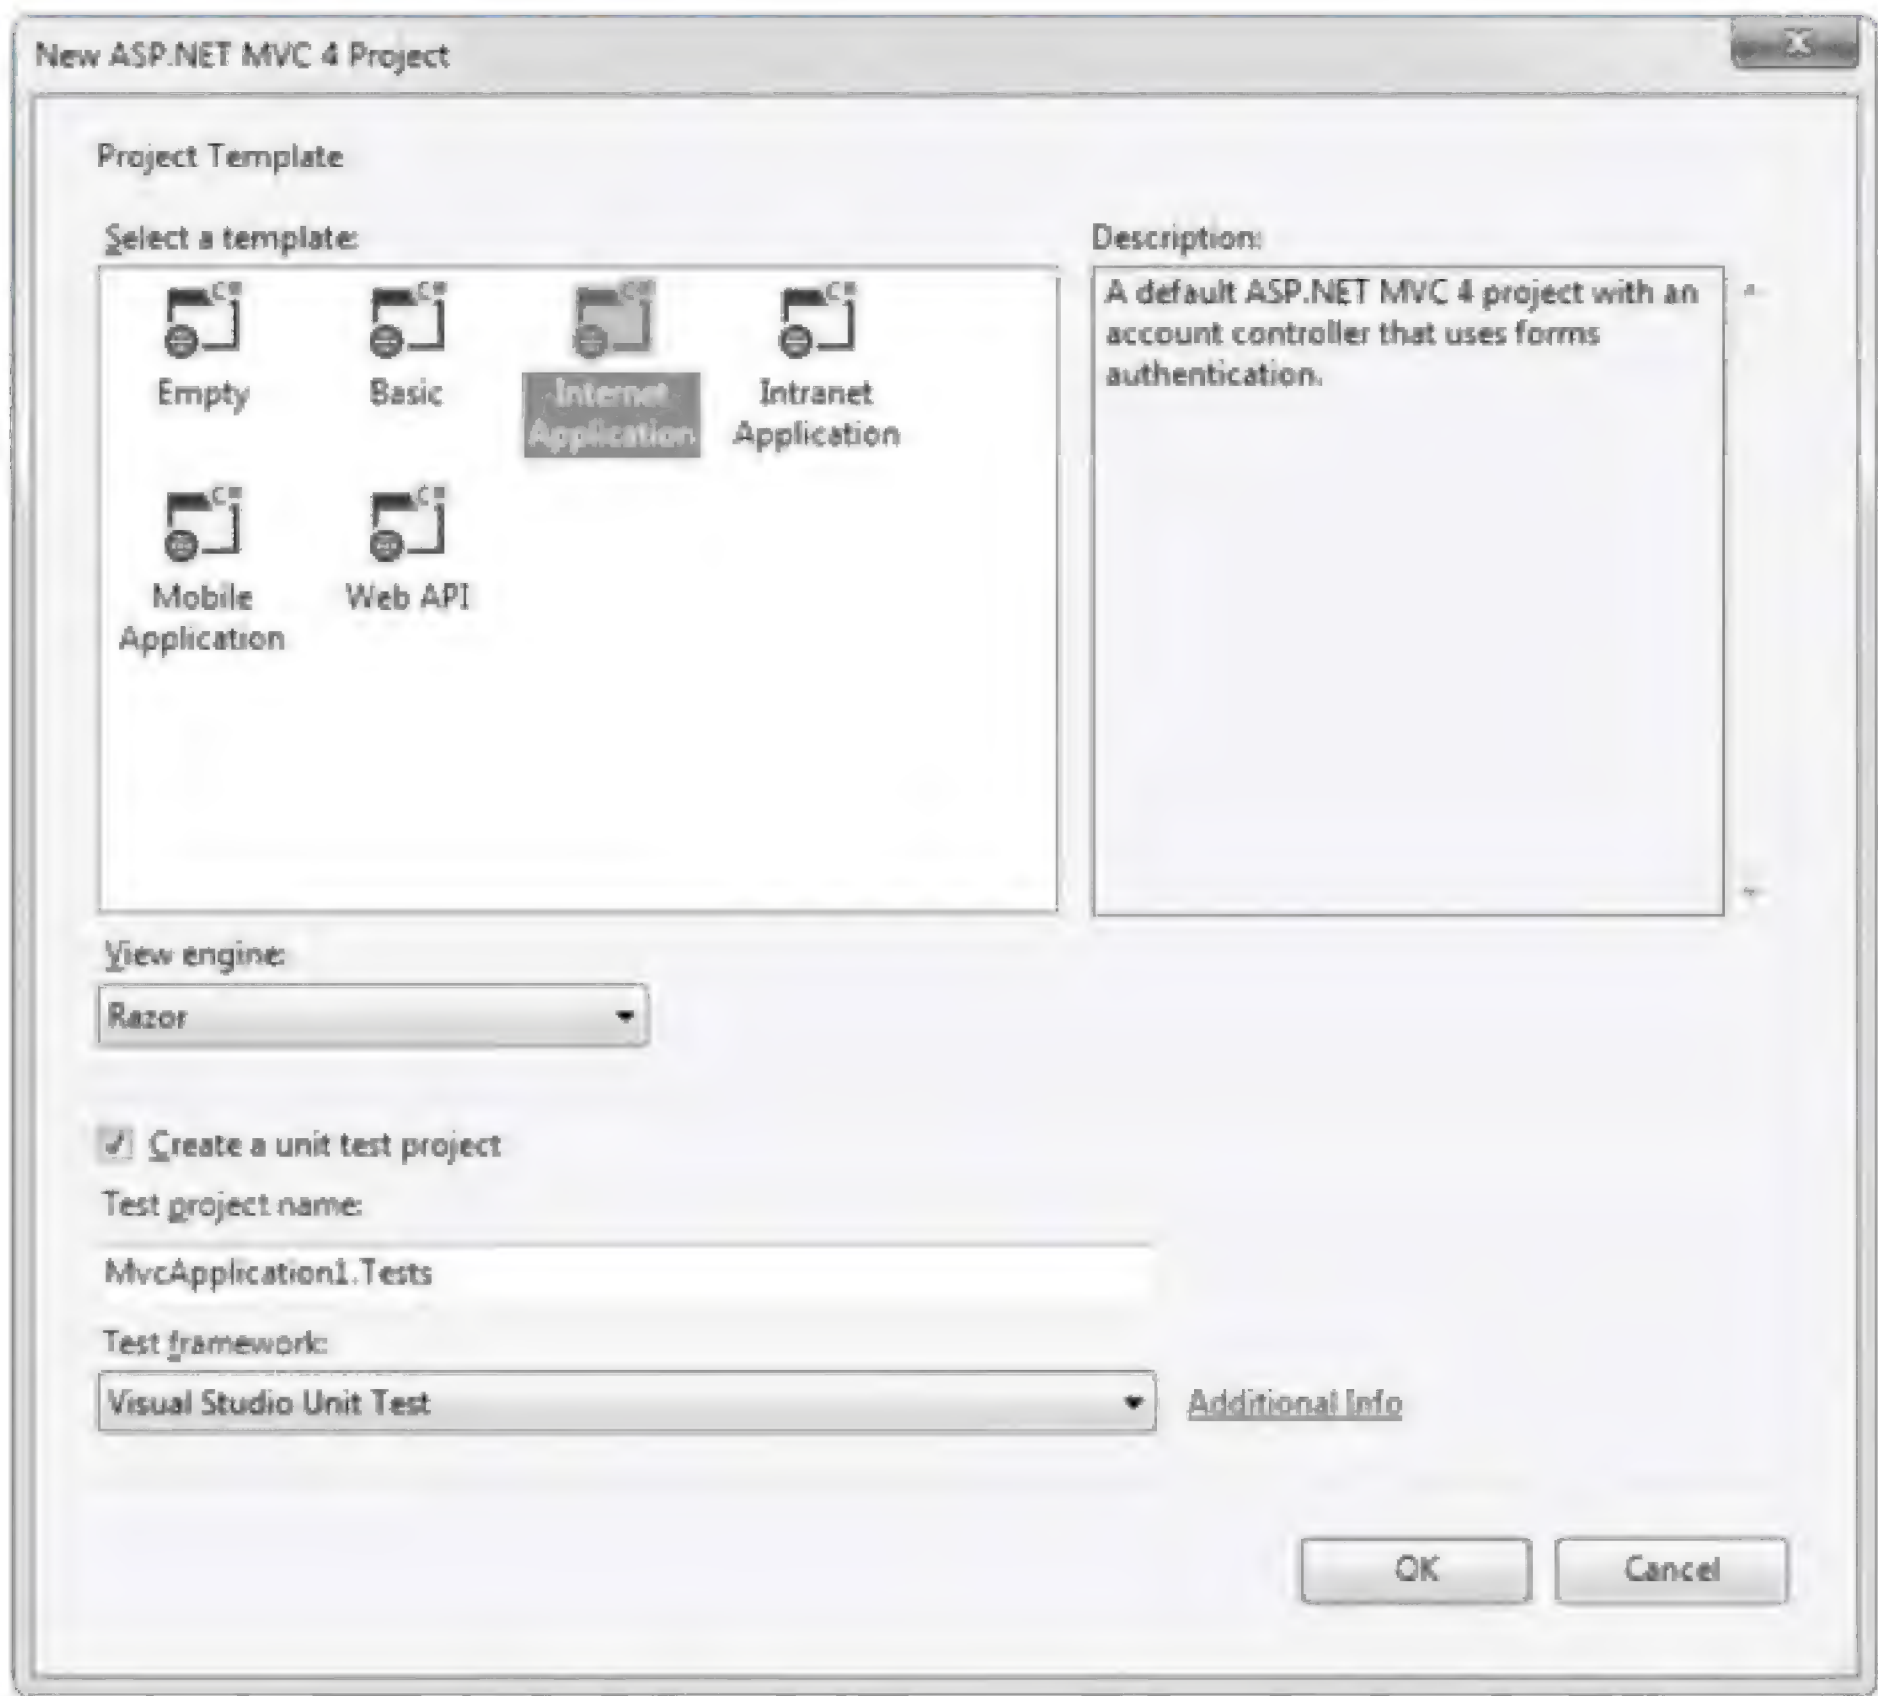 New ASP.NET MVC 4 Project
Project Template
Select a template:
Description:
C#
C#
C#
C#
Empty
Basic
Internet
Application
Intranet
Application
A default ASP.NET MVC 4 project with an
account controller that uses forms
authentication.
C#
C#
Mobile
Application
Web API
View engine:
Razor
Create a unit test project
Test project name:
MvcApplication1.Tests
Test framework:
Visual Studio Unit Test
Additional Info
OK
Cancel